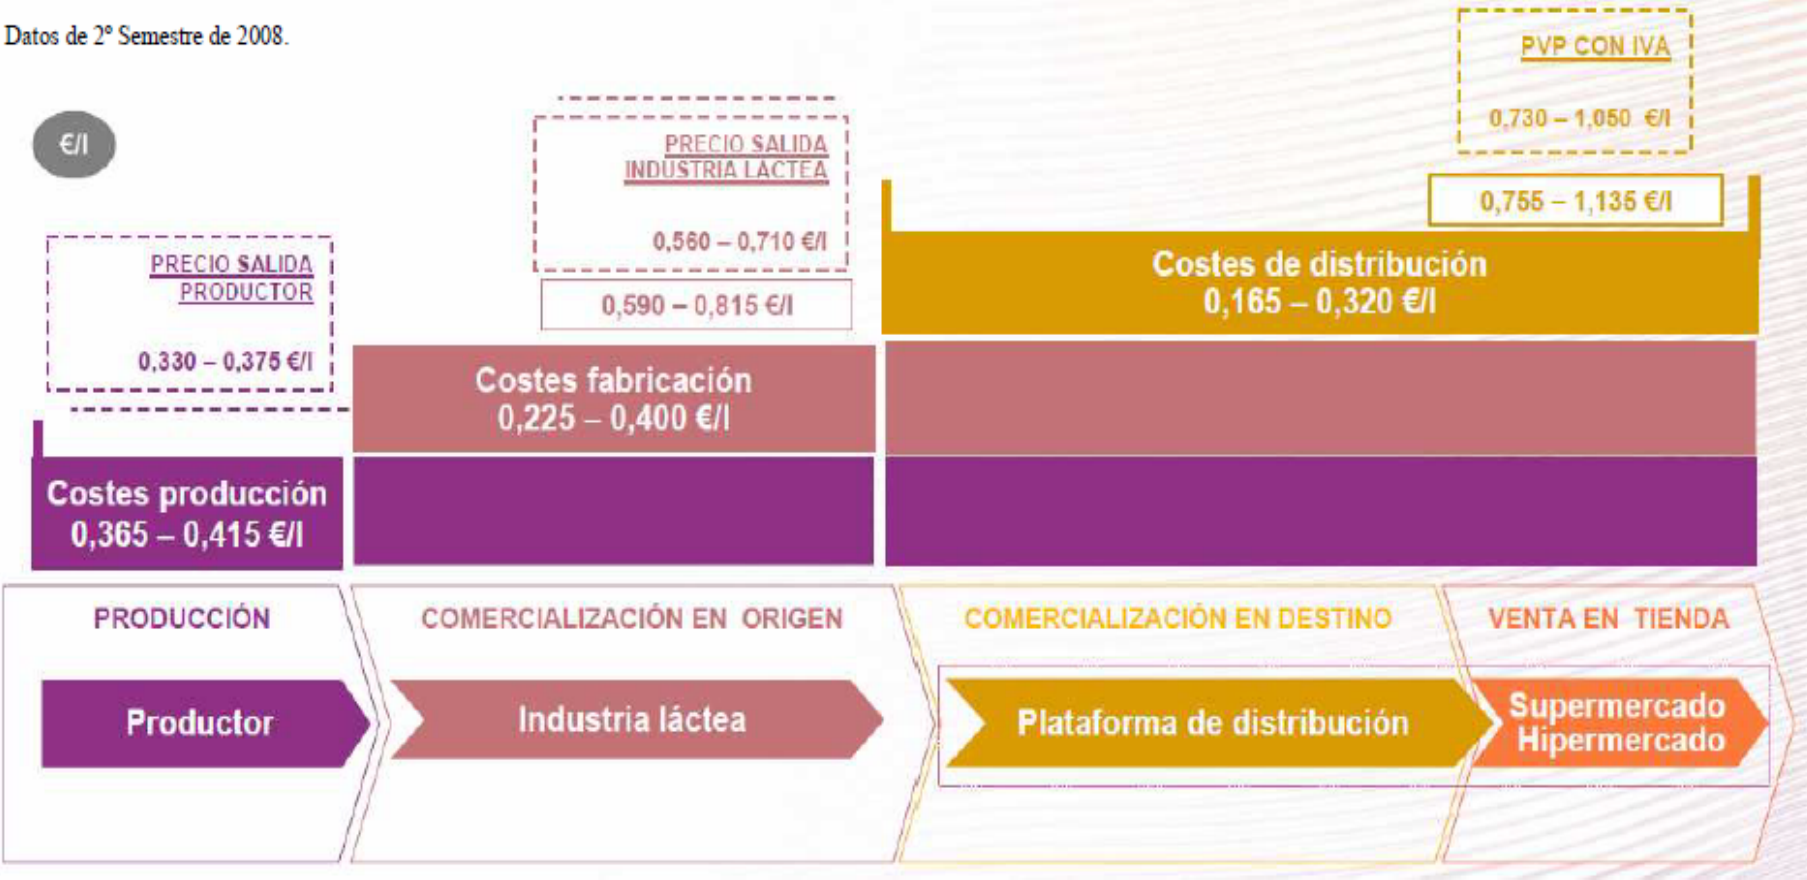 Datos de 2º Semestre de 2008.
€/l
PRECIO SALIDA
PRODUCTOR
0,330 – 0,375 €/l
Costes producción
0,365 – 0,415 €/l
PRECIO SALIDA
INDUSTRIA LACTEA
0,560 – 0,710 €/l
0,590 – 0,815 €/l
Costes fabricación
0,225 – 0,400 €/l
PVP CON IVA
0,730 – 1,050 €/l
0,755 – 1,135 €/l
Costes de distribución
0,165 – 0,320 €/l
PRODUCCIÓN
COMERCIALIZACIÓN EN ORIGEN
COMERCIALIZACIÓN EN DESTINO
VENTA EN TIENDA
Productor
Industria láctea
Plataforma de distribución
Supermercado
Hipermercado